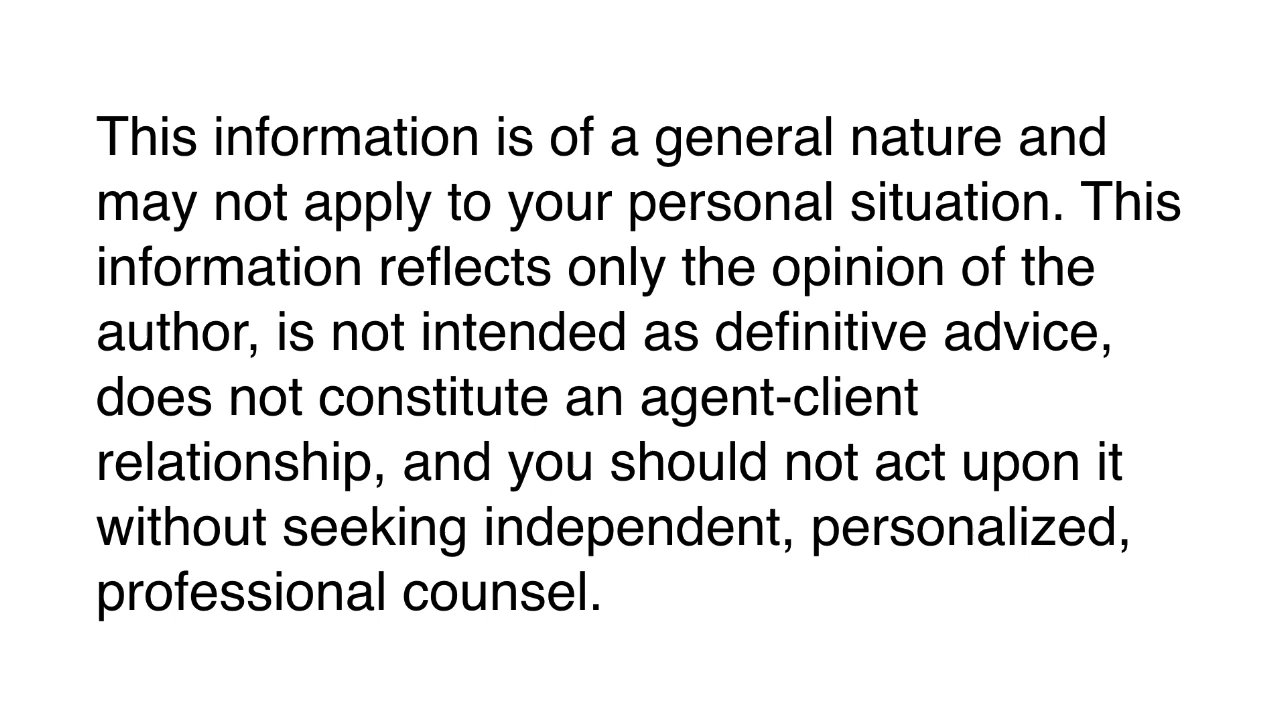 This information is of a general nature and
may not apply to your personal situation. This
information reflects only the opinion of the
author, is not intended as definitive advice,
does not constitute an agent-client
relationship, and you should not act upon it
without seeking independent, personalized,
professional counsel.